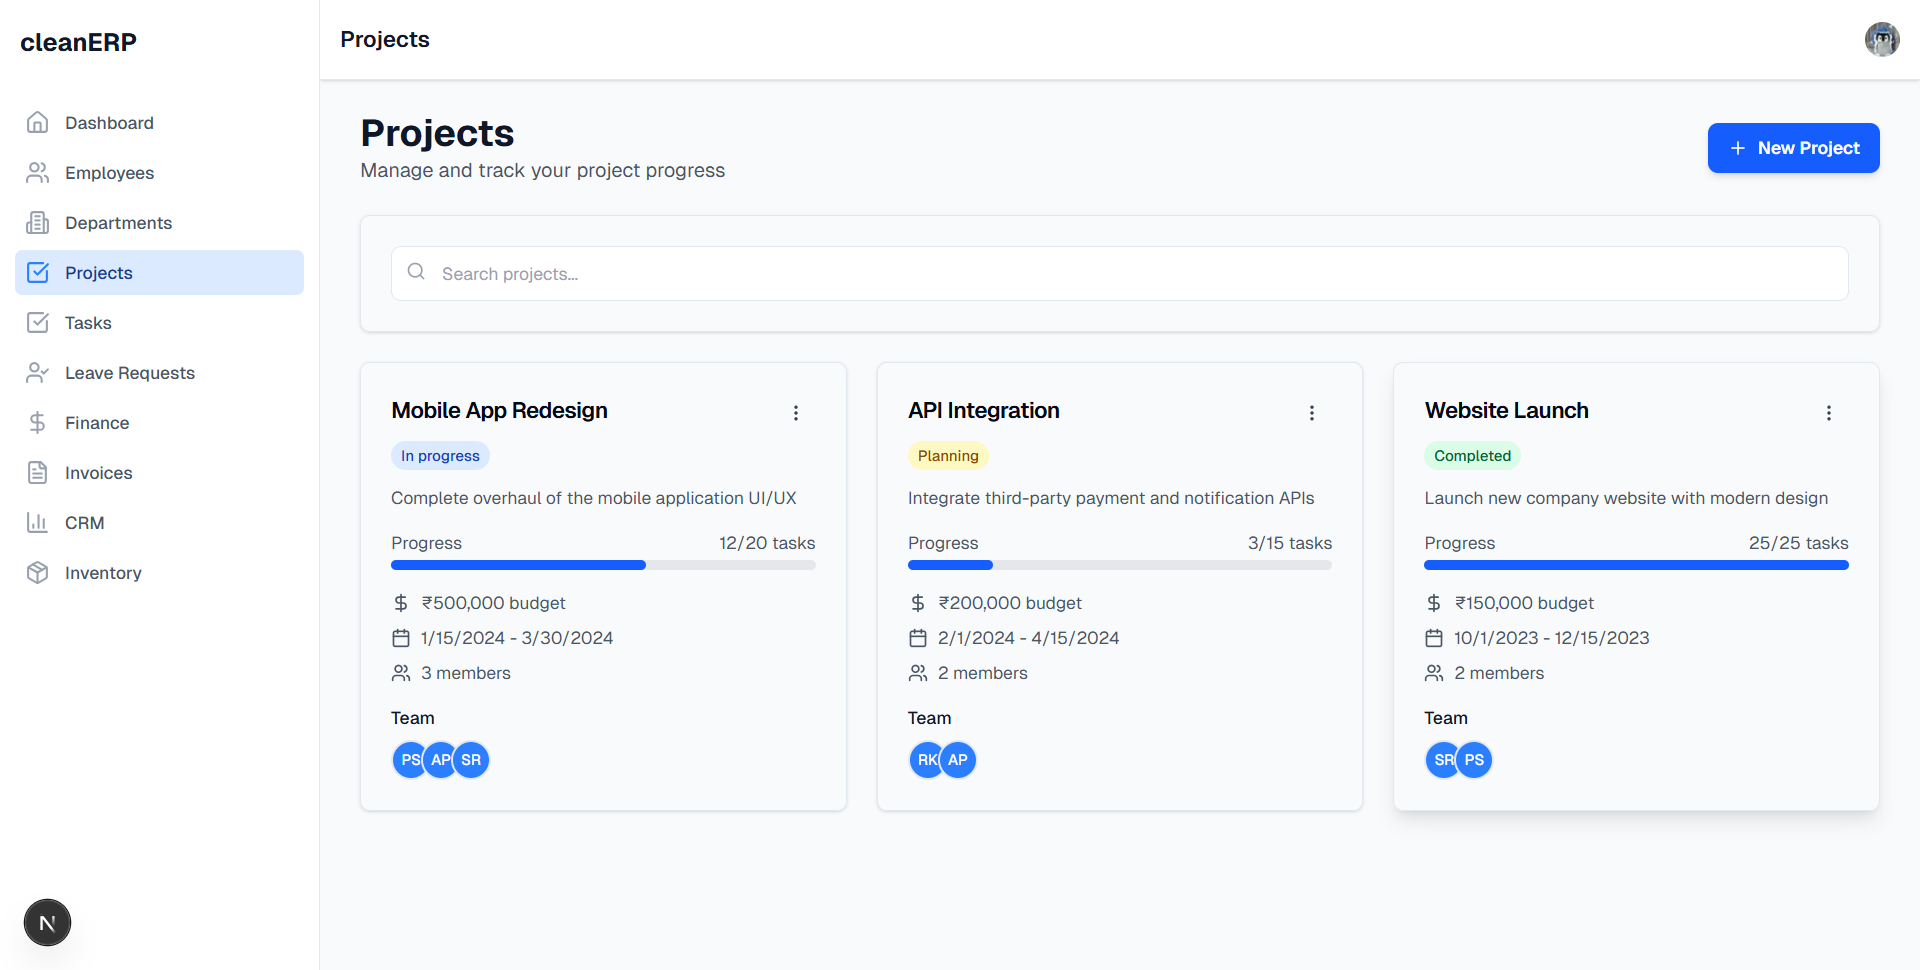 cleanERP
Dashboard
Employees
Departments
Projects
Tasks
Leave Requests
Finance
Invoices
CRM
Inventory
N
Projects
Projects
Manage and track your project progress
New Project
Search projects...
Mobile App Redesign
In progress
Complete overhaul of the mobile application UI/UX
Progress 12/20 tasks
₹500,000 budget
1/15/2024 - 3/30/2024
3 members
Team
PS AP SR
API Integration
Planning
Integrate third-party payment and notification APIs
Progress 3/15 tasks
₹200,000 budget
2/1/2024 - 4/15/2024
2 members
Team
RK AP
Website Launch
Completed
Launch new company website with modern design
Progress 25/25 tasks
₹150,000 budget
10/1/2023 - 12/15/2023
2 members
Team
SR PS